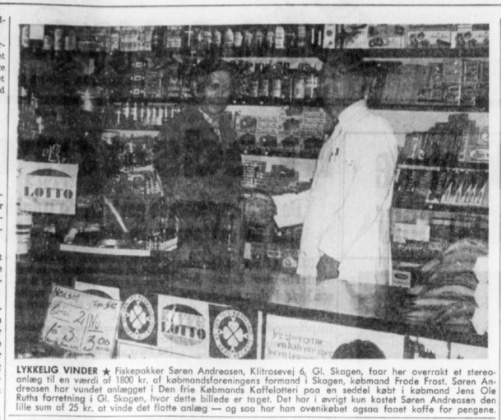 LOTTO
LOTTO
LYKKELIG VINDER ★ Fiskepakker Søren Andreasen, Klitrosevej 6, Gl. Skagen, faar her overrakt et stereo-
anlæg til en værdi af 1800 kr. af købmandsforeningens formand i Skagen, købmand Frode Frost. Søren An-
dreasen har vundet anlægget i Den frie Købmands Kaffelotteri paa en seddel købt i købmand Jens Ole
Ruths forretning i Gl. Skagen, hvor dette billede er taget. Det har i øvrigt kun kostet Søren Andreasen den
lille sum af 25 kr. at vinde det flotte anlæg — og saa har han ovenikøbet ogsaa faaet kaffe for pengene.